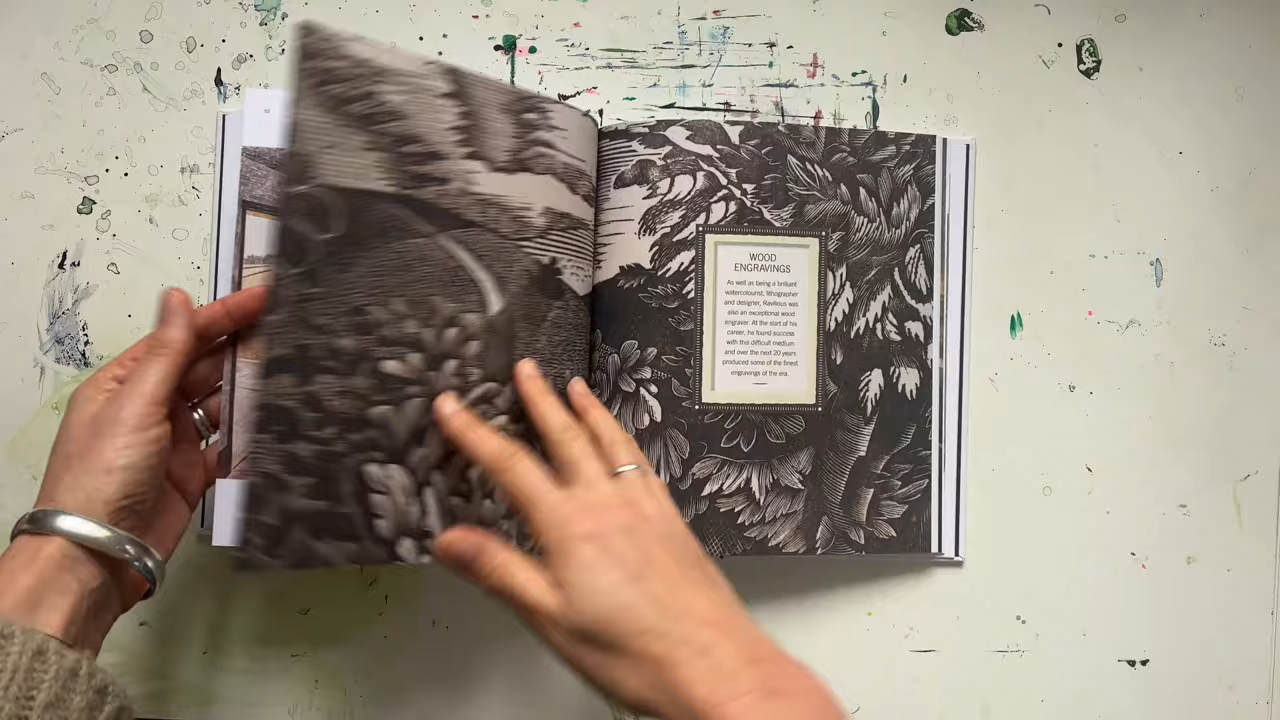 62
WOOD
ENGRAVINGS
As well as being a brilliant
watercolourist, lithographer
and designer, Ravilious was
also an exceptional wood
engraver. At the start of his
career, he found success
with this difficult medium
and over the next 20 years
produced some of the finest
engravings of the era.